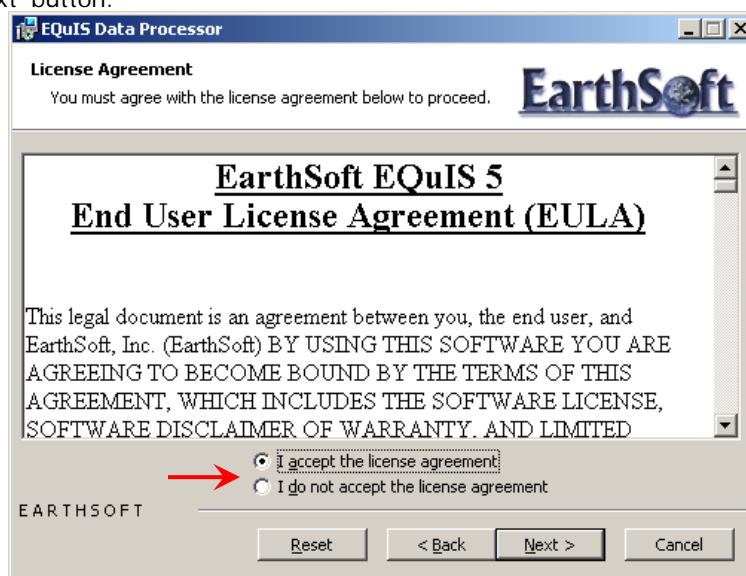 button.
EQuIS Data Processor
License Agreement
You must agree with the license agreement below to proceed.
EarthSoft
EarthSoft EQuIS 5
End User License Agreement (EULA)
This legal document is an agreement between you, the end user, and
EarthSoft, Inc. (EarthSoft) BY USING THIS SOFTWARE YOU ARE
AGREEING TO BECOME BOUND BY THE TERMS OF THIS
AGREEMENT, WHICH INCLUDES THE SOFTWARE LICENSE,
SOFTWARE DISCLAIMER OF WARRANTY, AND LIMITED
I accept the license agreement
I do not accept the license agreement
EARTHSOFT
Reset < Back Next > Cancel